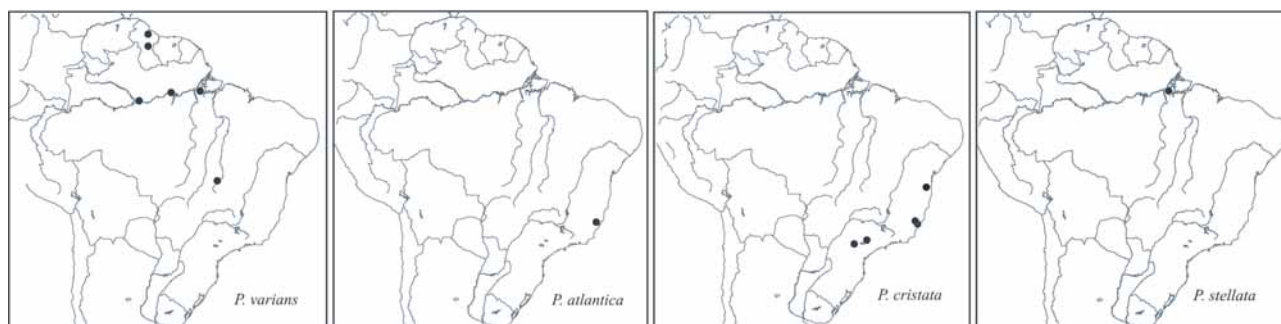 P. varians
P. atlantica
P. cristata
P. stellata